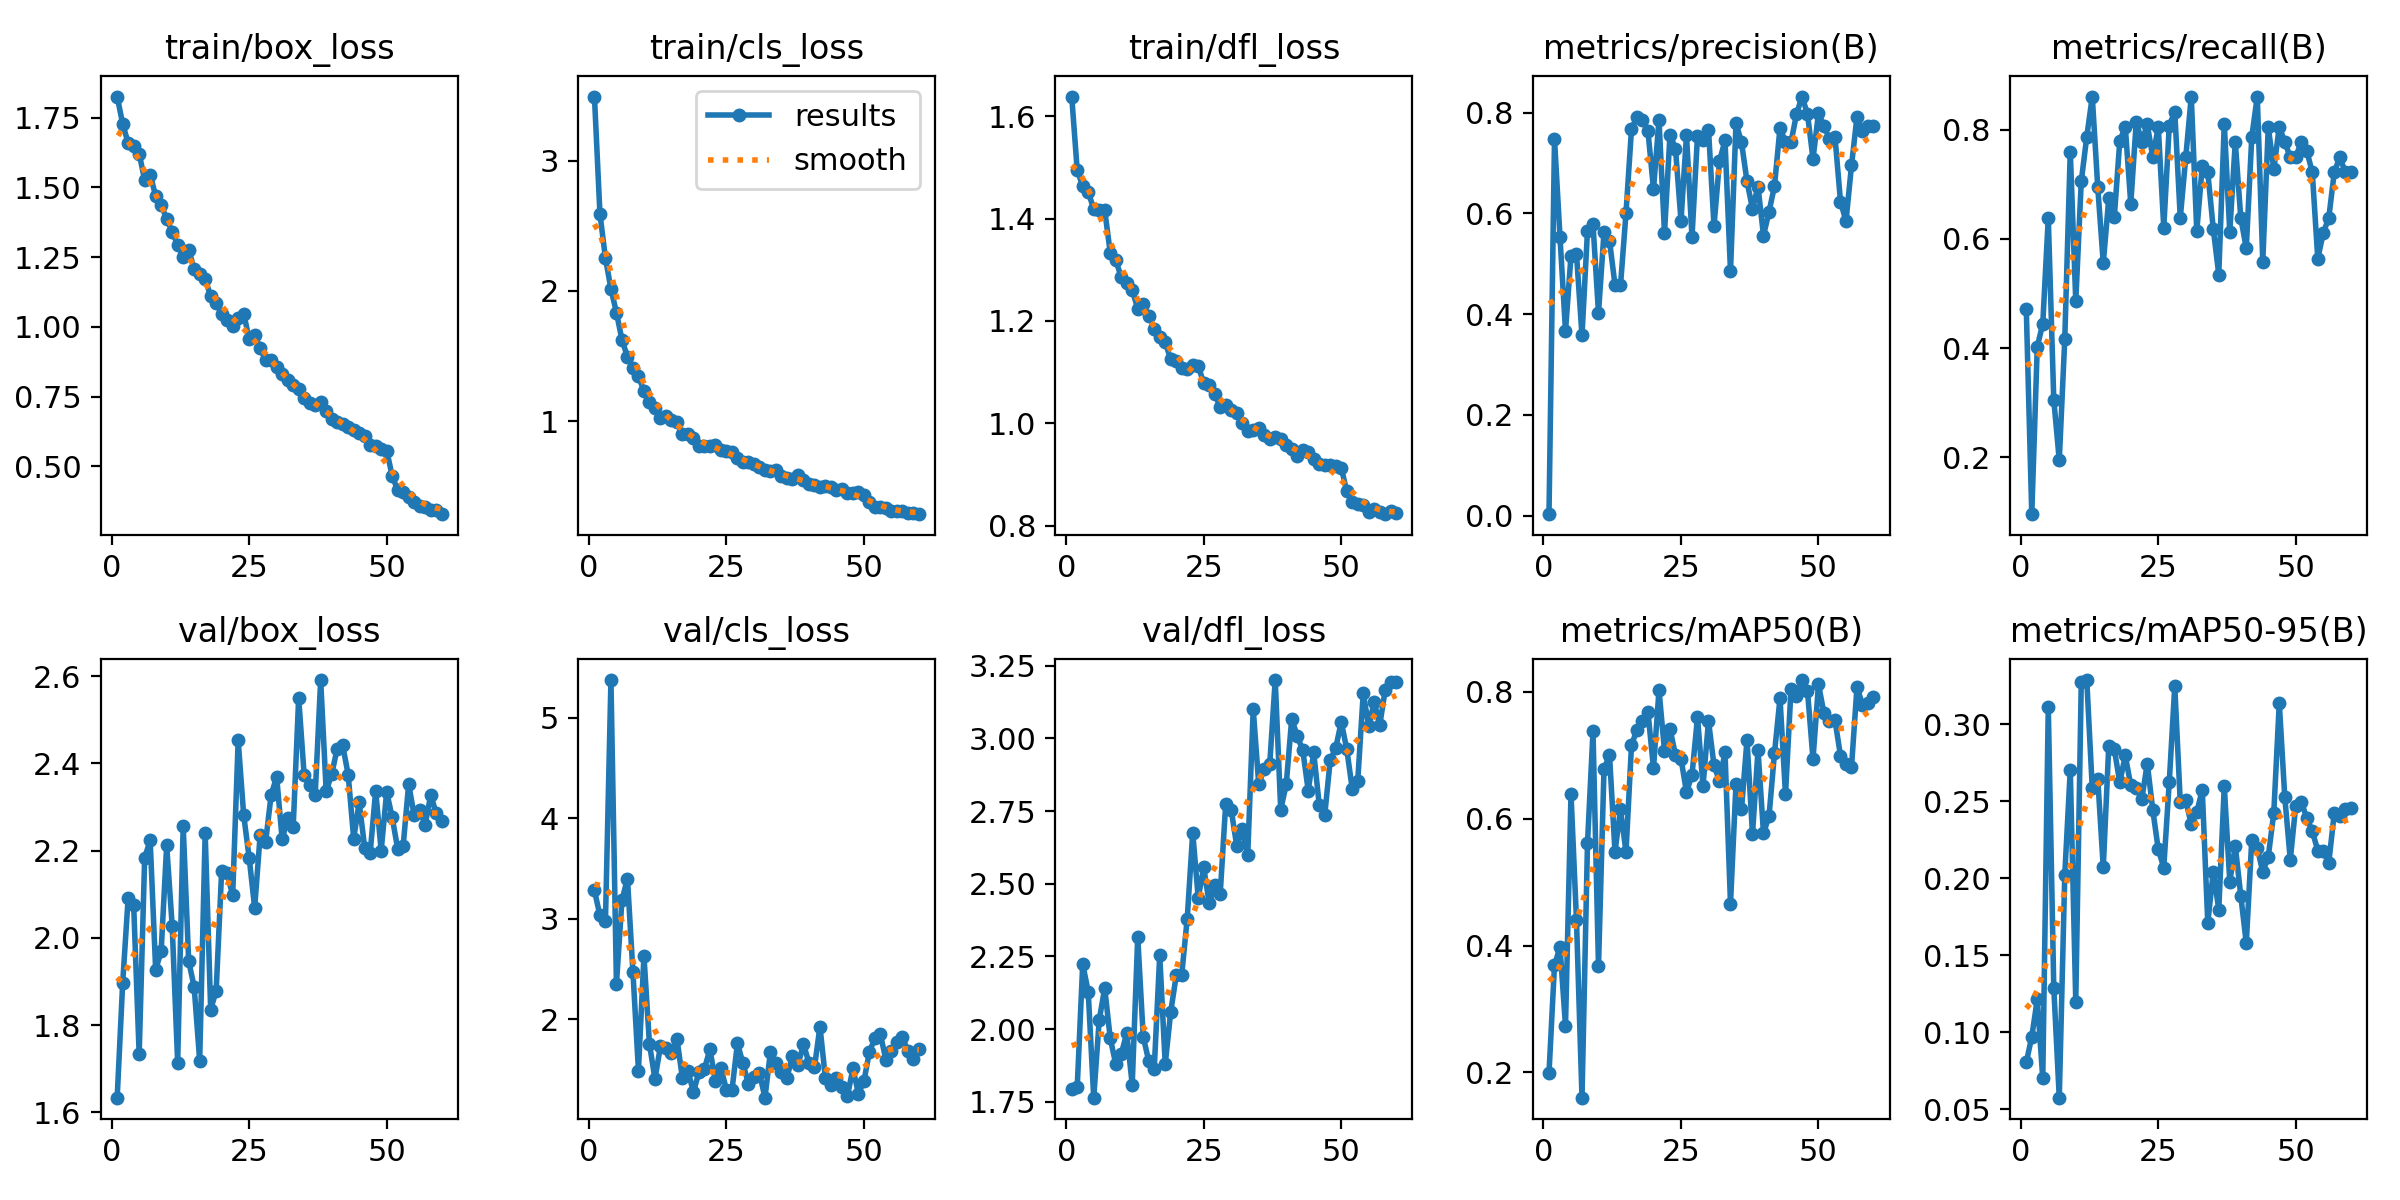 train/box_loss
1.75
1.50
1.25
1.00
0.75
0.50
0 25 50
train/cls_loss
results
smooth
3
2
1
0 25 50
train/dfl_loss
1.6
1.4
1.2
1.0
0.8
0 25 50
metrics/precision(B)
0.8
0.6
0.4
0.2
0.0
0 25 50
metrics/recall(B)
0.8
0.6
0.4
0.2
0 25 50
val/box_loss
2.6
2.4
2.2
2.0
1.8
1.6
0 25 50
val/cls_loss
5
4
3
2
0 25 50
val/dfl_loss
3.25
3.00
2.75
2.50
2.25
2.00
1.75
0 25 50
metrics/mAP50(B)
0.8
0.6
0.4
0.2
0 25 50
metrics/mAP50-95(B)
0.30
0.25
0.20
0.15
0.10
0.05
0 25 50